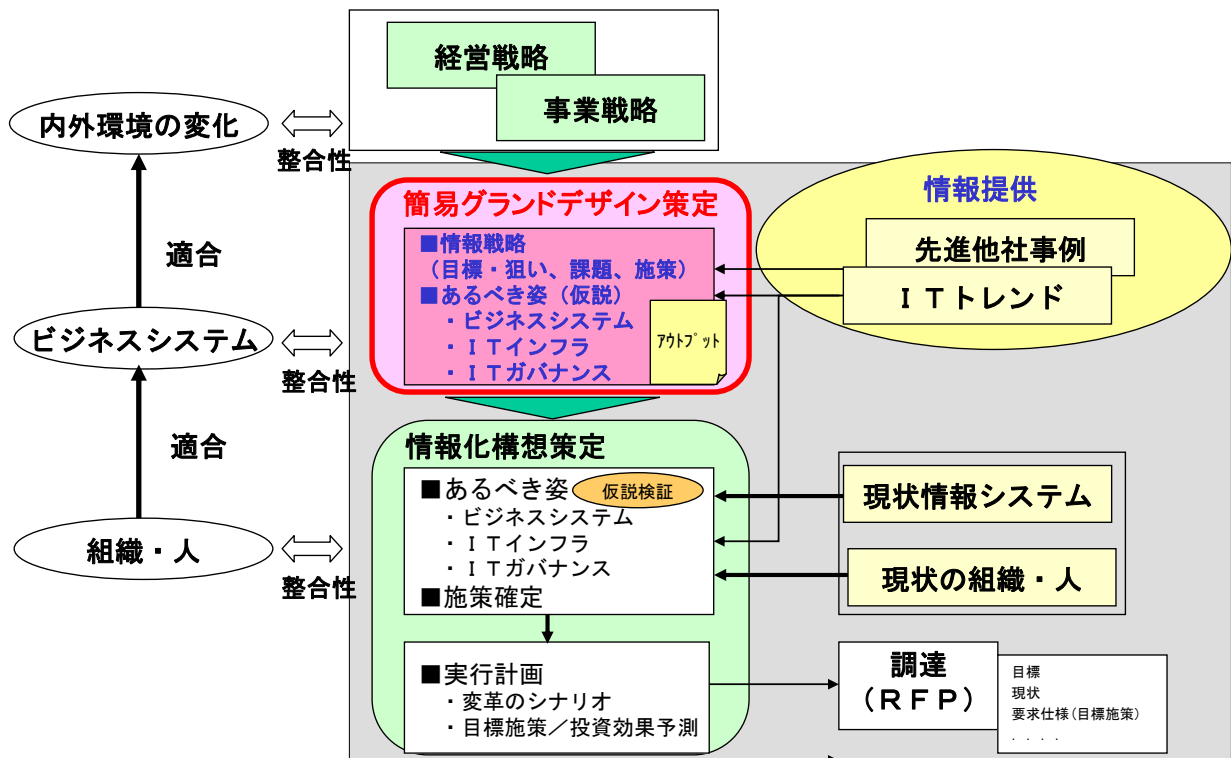 経営戦略
事業戦略
内外環境の変化
整合性
簡易グランドデザイン策定
■情報戦略
（目標・狙い、課題、施策）
■あるべき姿（仮説）
・ビジネスシステム
・ＩＴインフラ
・ＩＴガバナンス
ｱｳﾄﾌﾟｯﾄ
情報提供
先進他社事例
ＩＴトレンド
適合
ビジネスシステム
整合性
適合
情報化構想策定
■あるべき姿
仮説検証
・ビジネスシステム
・ＩＴインフラ
・ＩＴガバナンス
■施策確定
現状情報システム
現状の組織・人
組織・人
整合性
■実行計画
・変革のシナリオ
・目標施策／投資効果予測
調達
（ＲＦＰ）
目標
現状
要求仕様（目標施策）
．．．．